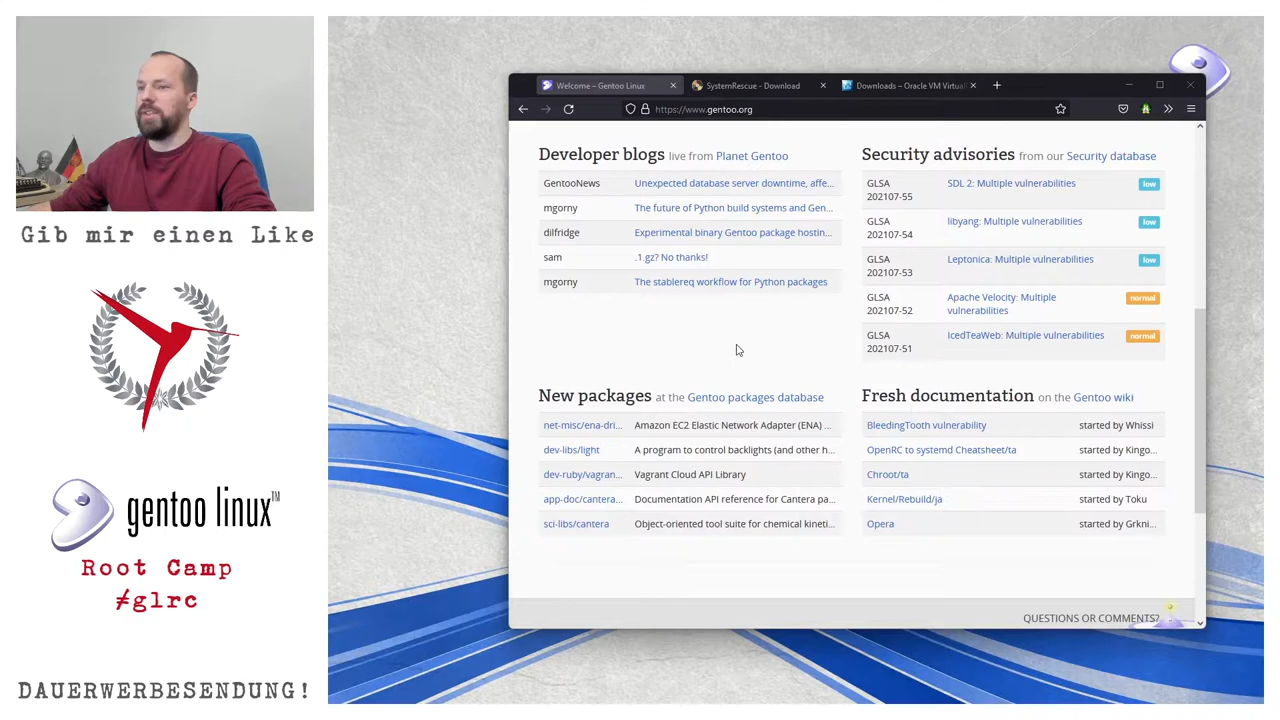 Gib mir einen Like
gentoo linux™
Root Camp
≠glrc
DAUERWERBESENDUNG!
Welcome – Gentoo Linux
SystemRescue - Download
Downloads – Oracle VM Virtual
https://www.gentoo.org
Developer blogs live from Planet Gentoo
GentooNews Unexpected database server downtime, affe...
mgorny The future of Python build systems and Gen...
dilfridge Experimental binary Gentoo package hostin...
sam .1.gz? No thanks!
mgorny The stablereq workflow for Python packages
Security advisories from our Security database
GLSA 202107-55 SDL 2: Multiple vulnerabilities low
GLSA 202107-54 libyang: Multiple vulnerabilities low
GLSA 202107-53 Leptonica: Multiple vulnerabilities low
GLSA 202107-52 Apache Velocity: Multiple vulnerabilities normal
GLSA 202107-51 IcedTeaWeb: Multiple vulnerabilities normal
New packages at the Gentoo packages database
net-misc/ena-dri... Amazon EC2 Elastic Network Adapter (ENA) ...
dev-libs/light A program to control backlights (and other h...
dev-ruby/vagran... Vagrant Cloud API Library
app-doc/cantera... Documentation API reference for Cantera pa...
sci-libs/cantera Object-oriented tool suite for chemical kineti...
Fresh documentation on the Gentoo wiki
BleedingTooth vulnerability started by Whissi
OpenRC to systemd Cheatsheet/ta started by Kingo...
Chroot/ta started by Kingo...
Kernel/Rebuild/ja started by Toku
Opera started by Grkni...
QUESTIONS OR COMMENTS?